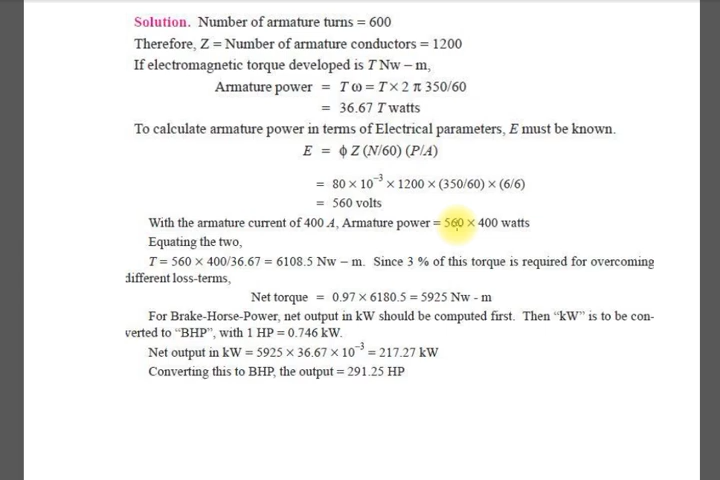 Solution. Number of armature turns = 600
Therefore, Z = Number of armature conductors = 1200
If electromagnetic torque developed is T Nw – m,
Armature power = T ω = T × 2 π 350/60
= 36.67 T watts
To calculate armature power in terms of Electrical parameters, E must be known.
E = ϕ Z (N/60) (P/A)
= 80 × 10⁻³ × 1200 × (350/60) × (6/6)
= 560 volts
With the armature current of 400 A, Armature power = 560 × 400 watts
Equating the two,
T = 560 × 400/36.67 = 6108.5 Nw – m. Since 3 % of this torque is required for overcoming
different loss-terms,
Net torque = 0.97 × 6180.5 = 5925 Nw - m
For Brake-Horse-Power, net output in kW should be computed first. Then “kW” is to be con-
verted to “BHP”, with 1 HP = 0.746 kW.
Net output in kW = 5925 × 36.67 × 10⁻³ = 217.27 kW
Converting this to BHP, the output = 291.25 HP